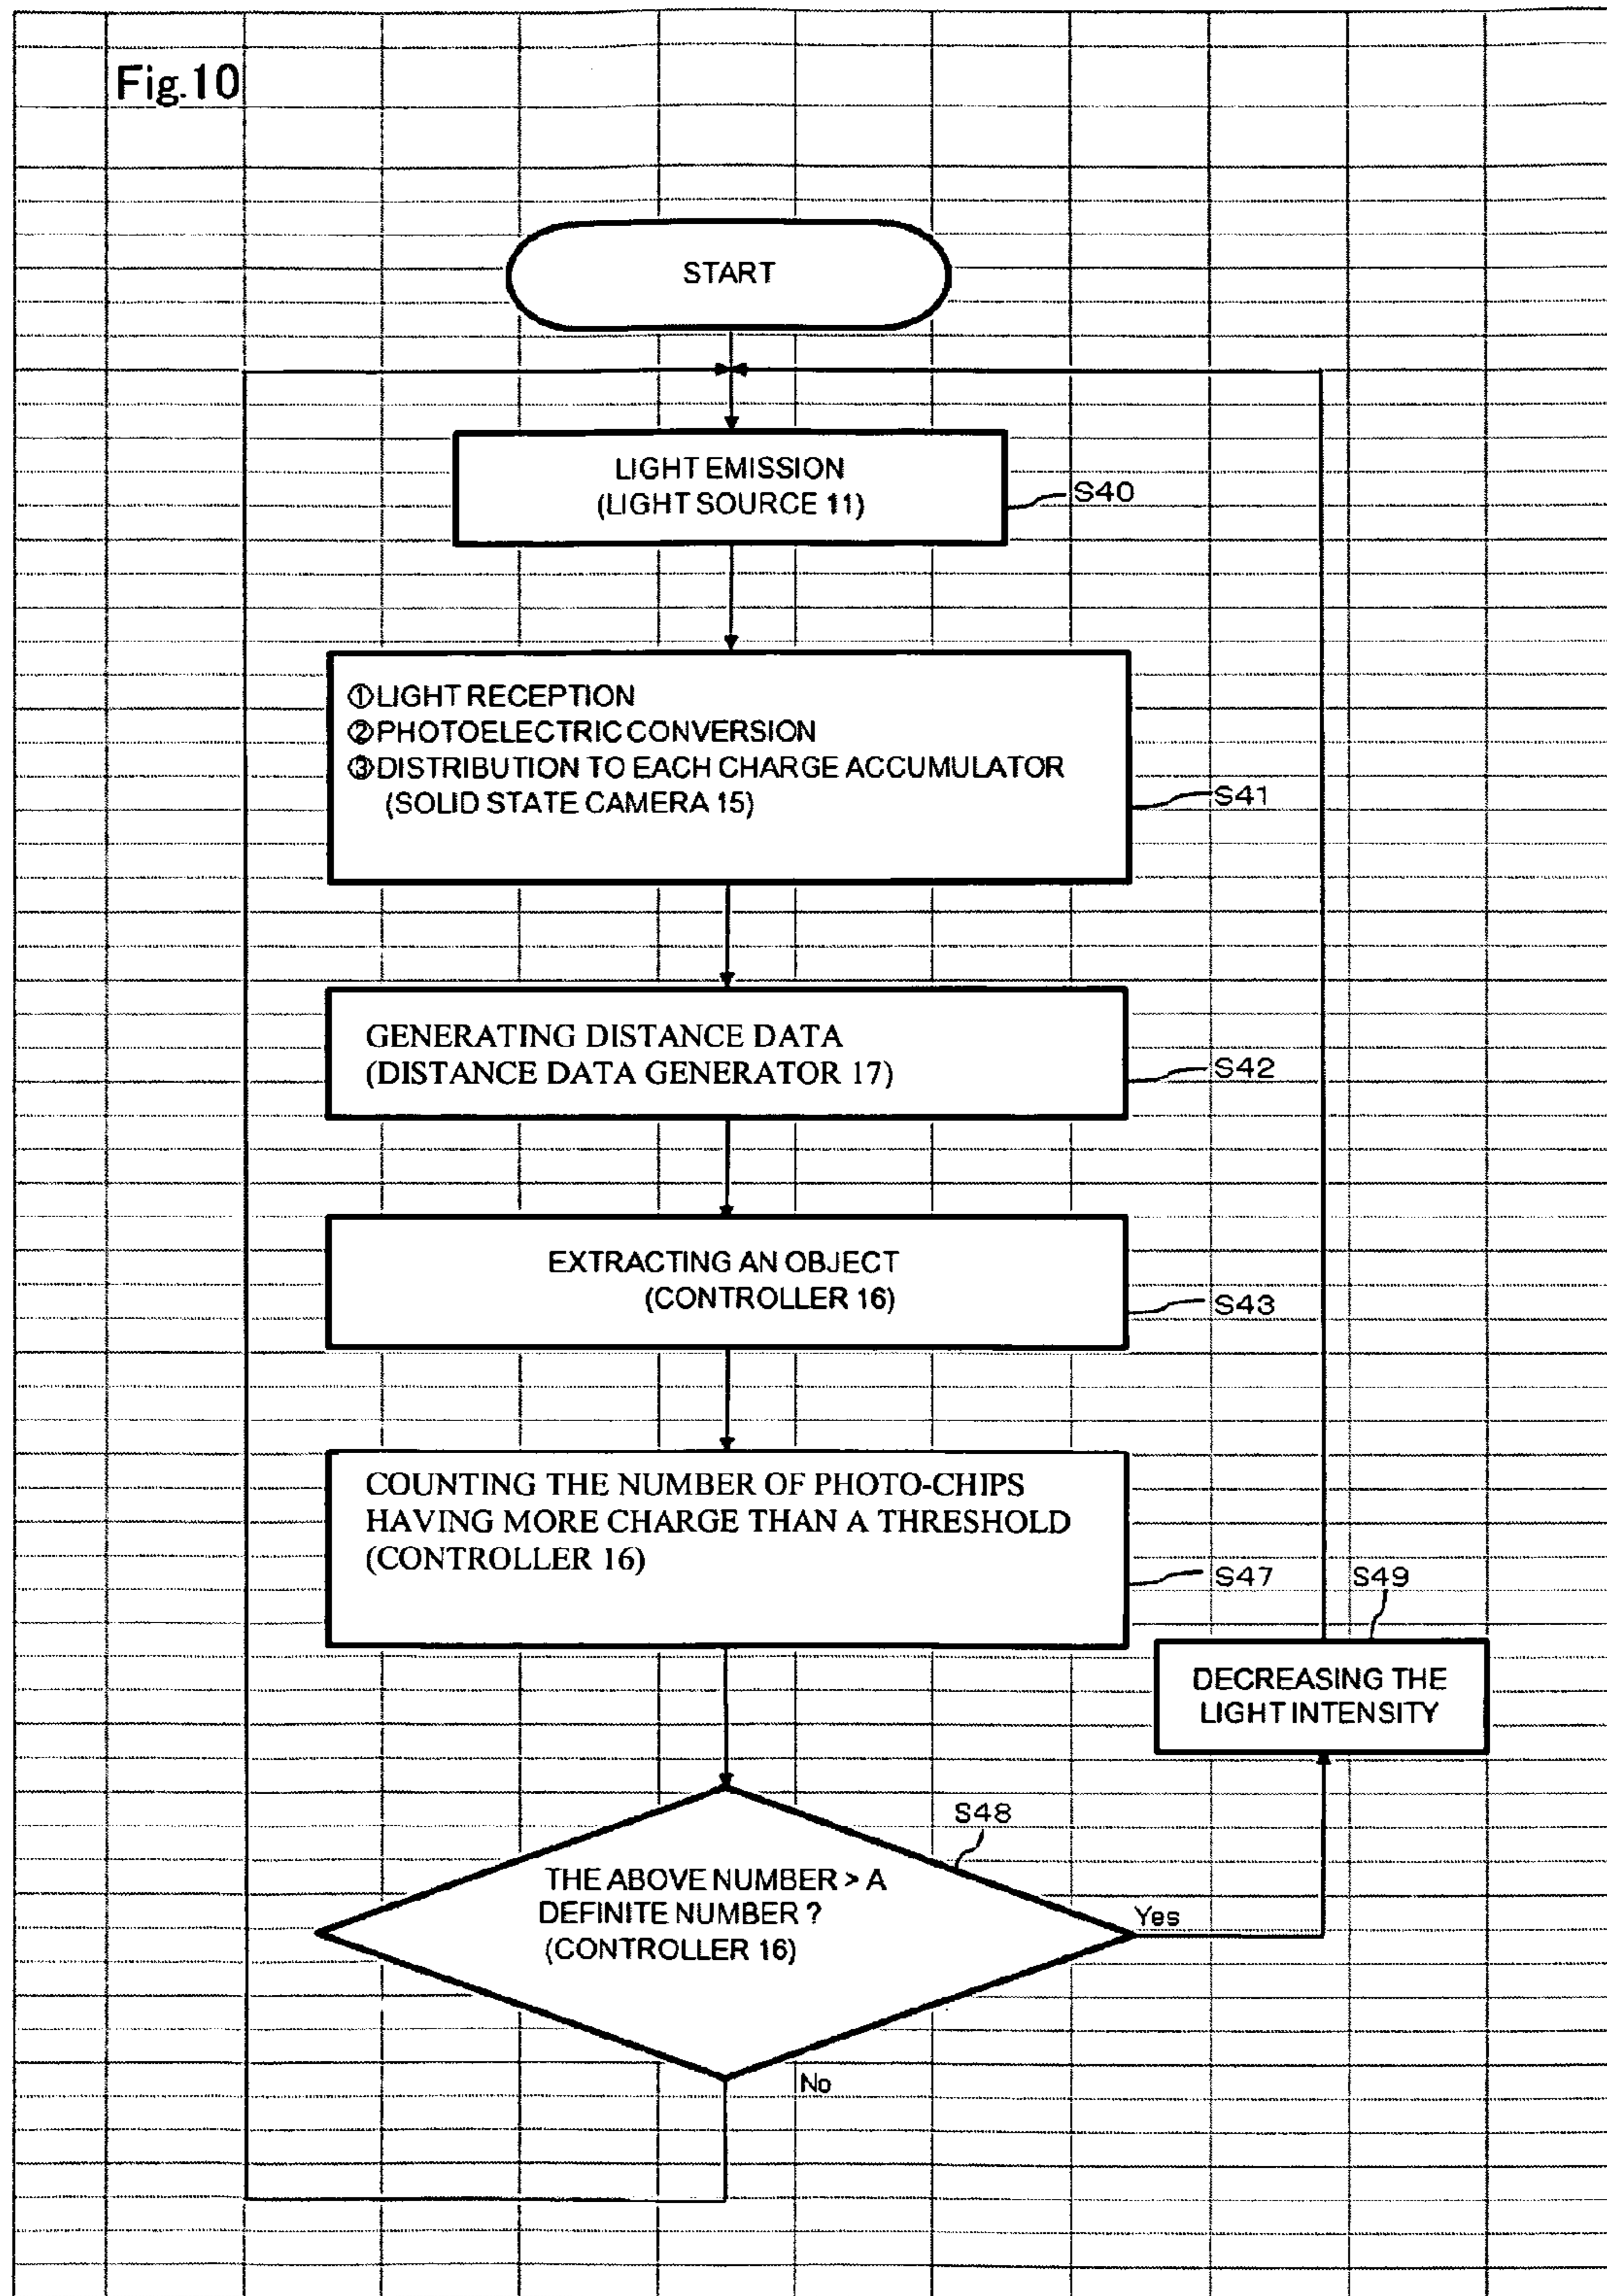 Fig.10
START
LIGHT EMISSION
(LIGHT SOURCE 11)
S40
①LIGHT RECEPTION
②PHOTOELECTRIC CONVERSION
③DISTRIBUTION TO EACH CHARGE ACCUMULATOR
(SOLID STATE CAMERA 15)
S41
GENERATING DISTANCE DATA
(DISTANCE DATA GENERATOR 17)
S42
EXTRACTING AN OBJECT
(CONTROLLER 16)
S43
COUNTING THE NUMBER OF PHOTO-CHIPS
HAVING MORE CHARGE THAN A THRESHOLD
(CONTROLLER 16)
S47
S49
DECREASING THE
LIGHT INTENSITY
S48
THE ABOVE NUMBER > A
DEFINITE NUMBER ?
(CONTROLLER 16)
Yes
No